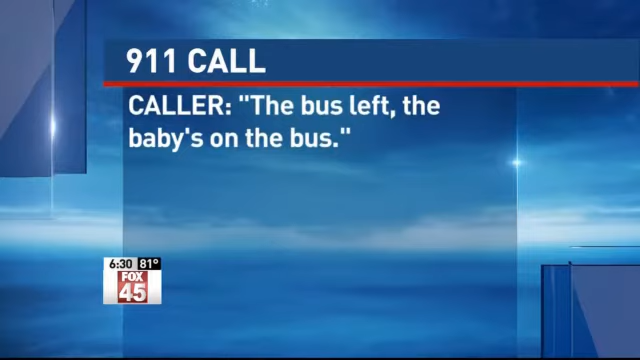 911 CALL
CALLER: "The bus left, the
baby's on the bus."
6:30 81°
FOX
45